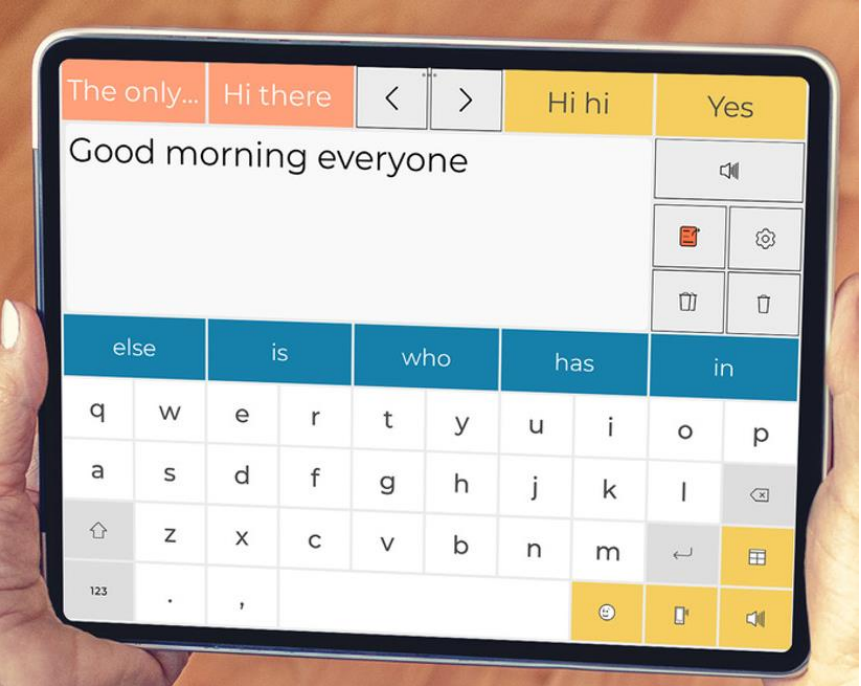 The only... Hi there < > Hi hi Yes
Good morning everyone
else is who has in
q w e r t y u i o p
a s d f g h j k l
z x c v b n m
123 . ,